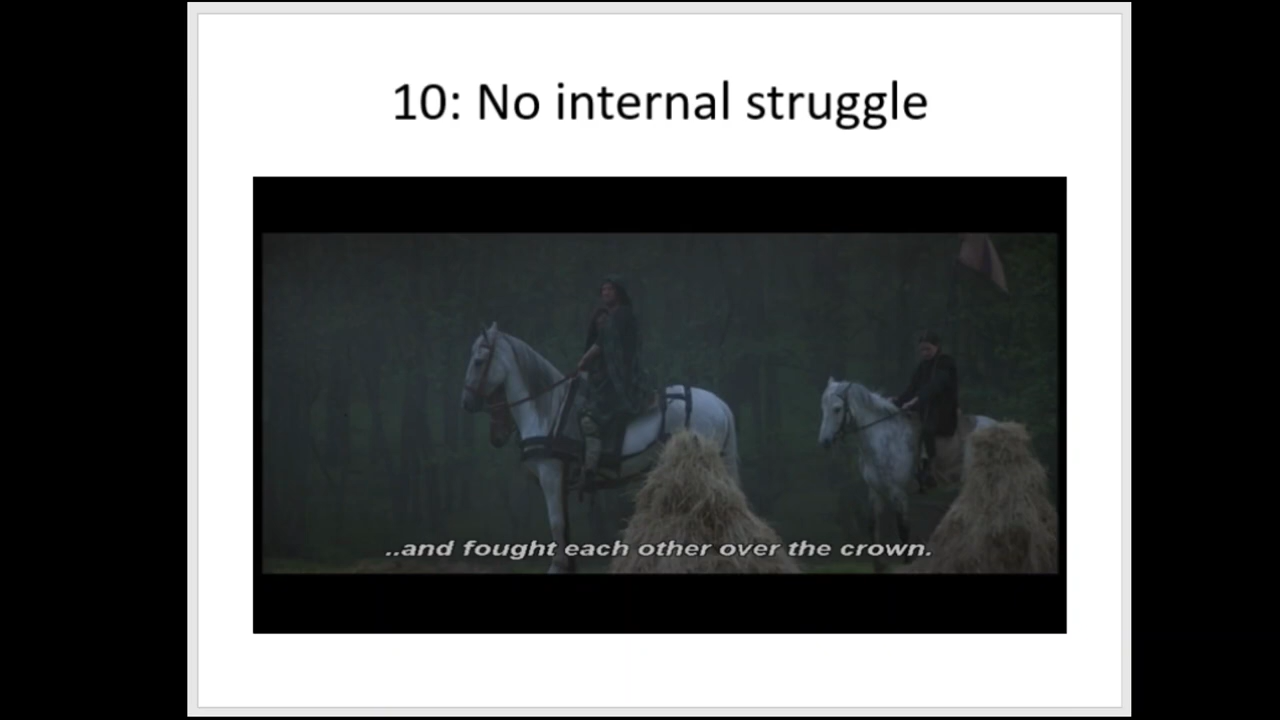 10: No internal struggle
..and fought each other over the crown.